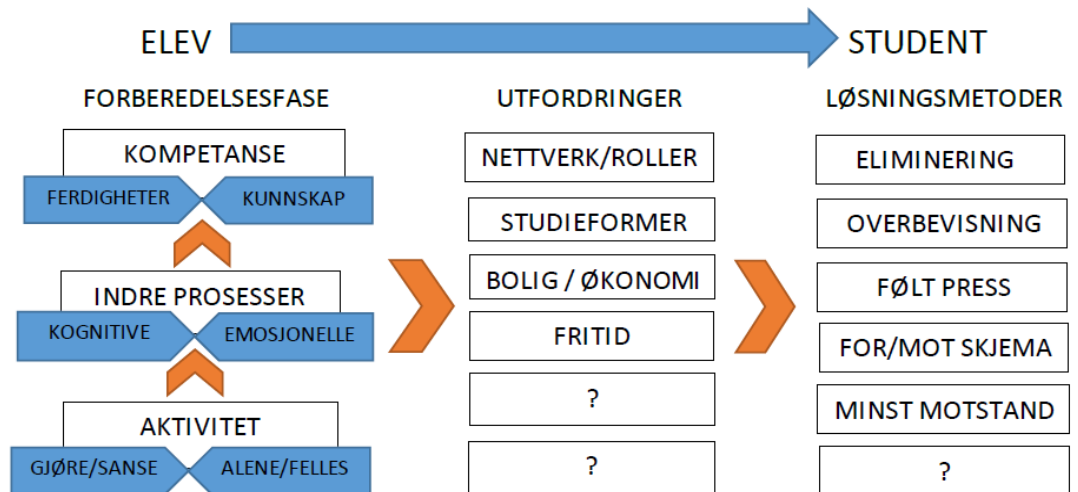 ELEV
STUDENT
FORBEREDELSESFASE
KOMPETANSE
FERDIGHETER
KUNNSKAP
INDRE PROSESSER
KOGNITIVE
EMOSJONELLE
AKTIVITET
GJØRE/SANSE
ALENE/FELLES
UTFORDRINGER
NETTVERK/ROLLER
STUDIEFORMER
BOLIG / ØKONOMI
FRITID
?
?
LØSNINGSMETODER
ELIMINERING
OVERBEVISNING
FØLT PRESS
FOR/MOT SKJEMA
MINST MOTSTAND
?